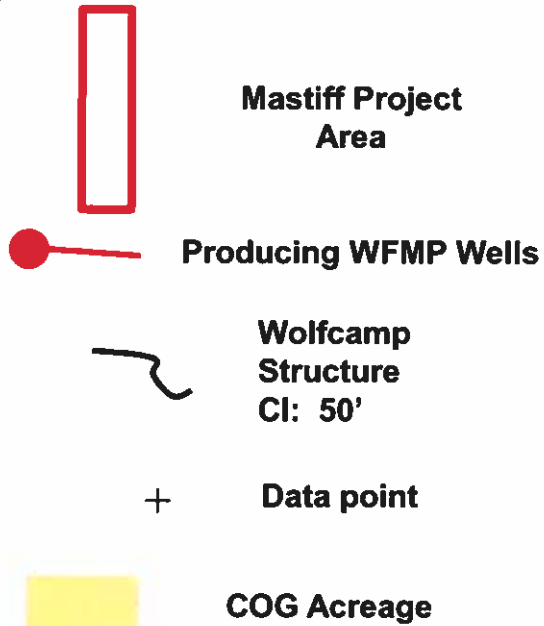 Mastiff Project
Area
Producing WFMP Wells
Wolfcamp
Structure
CI: 50'
Data point
COG Acreage